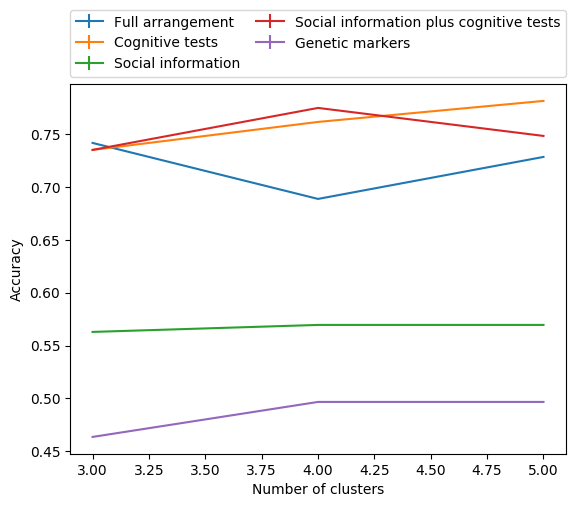 Full arrangement
Cognitive tests
Social information
Social information plus cognitive tests
Genetic markers
Accuracy
0.75
0.70
0.65
0.60
0.55
0.50
0.45
3.00 3.25 3.50 3.75 4.00 4.25 4.50 4.75 5.00
Number of clusters